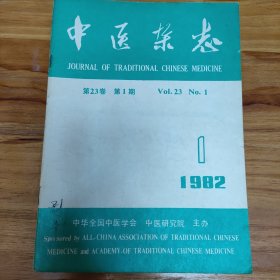 中医杂志
JOURNAL OF TRADITIONAL CHINESE MEDICINE
第23卷 第1期 Vol. 23 No. 1
1
1982
中华全国中医学会 中医研究院 主办
Sponsored by ALL-CHINA ASSOCIATION OF TRADITIONAL CHINESE
MEDICINE and ACADEMY OF TRADITIONAL CHINESE MEDICINE